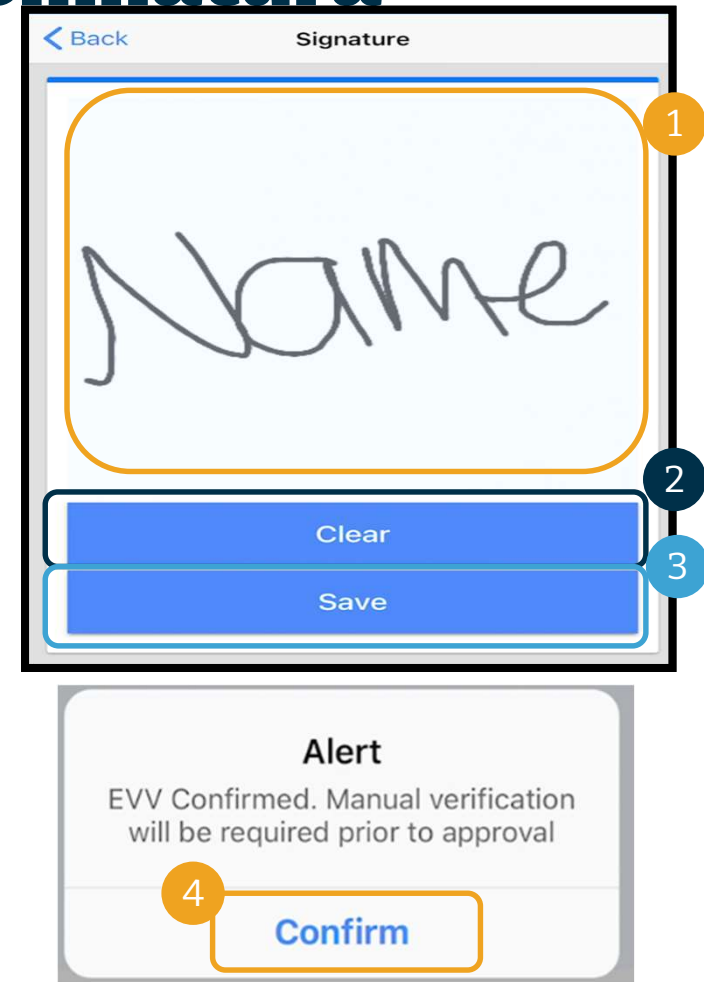 Back Signature
1
Name
2
Clear
3
Save
Alert
EVV Confirmed. Manual verification
will be required prior to approval
4
Confirm